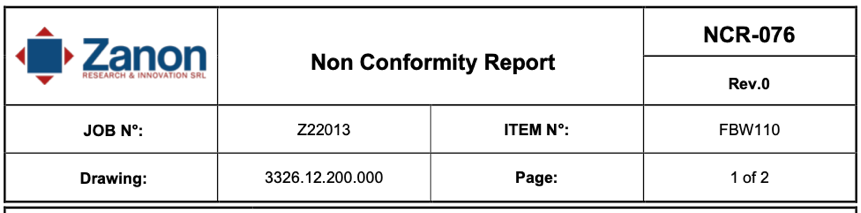 Zanon
RESEARCH & INNOVATION SRL
Non Conformity Report
NCR-076
Rev.0
JOB N°: Z22013 ITEM N°: FBW110
Drawing: 3326.12.200.000 Page: 1 of 2